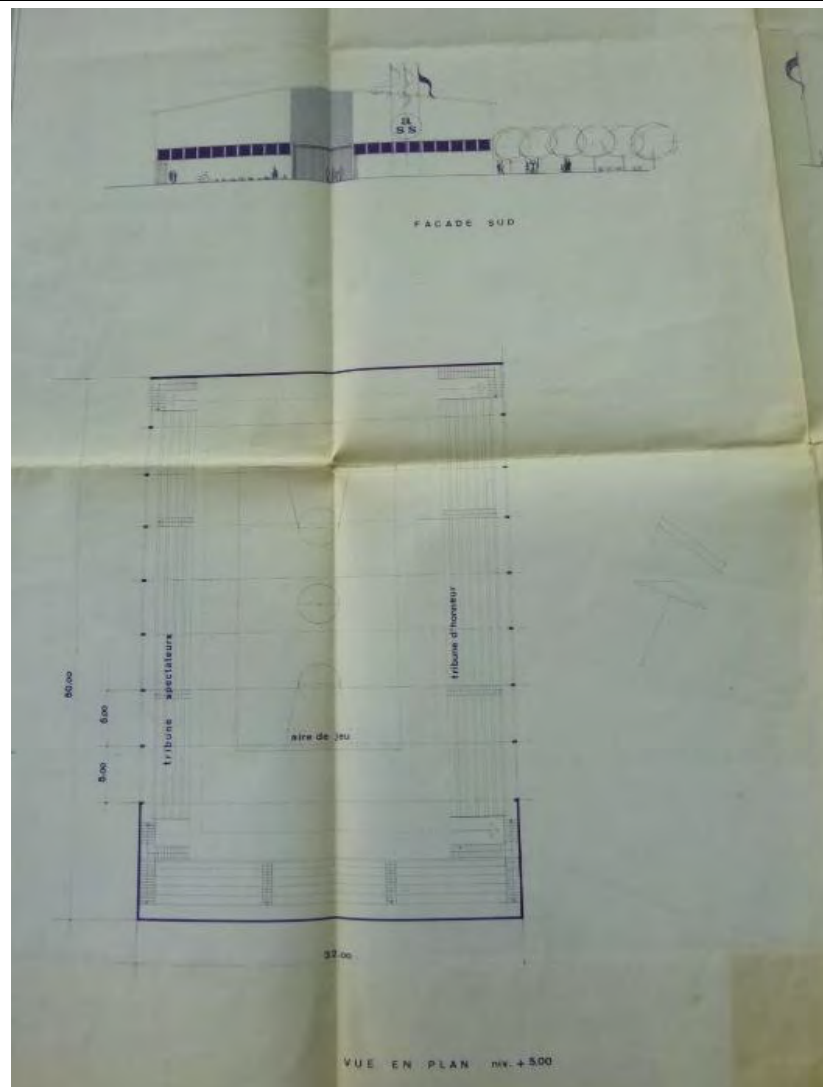 a
ss
FACADE SUD
tribune spectateurs
tribune d'honneur
50.00
5.00
5.00
aire de jeu
32.00
VUE EN PLAN niv. + 5.00